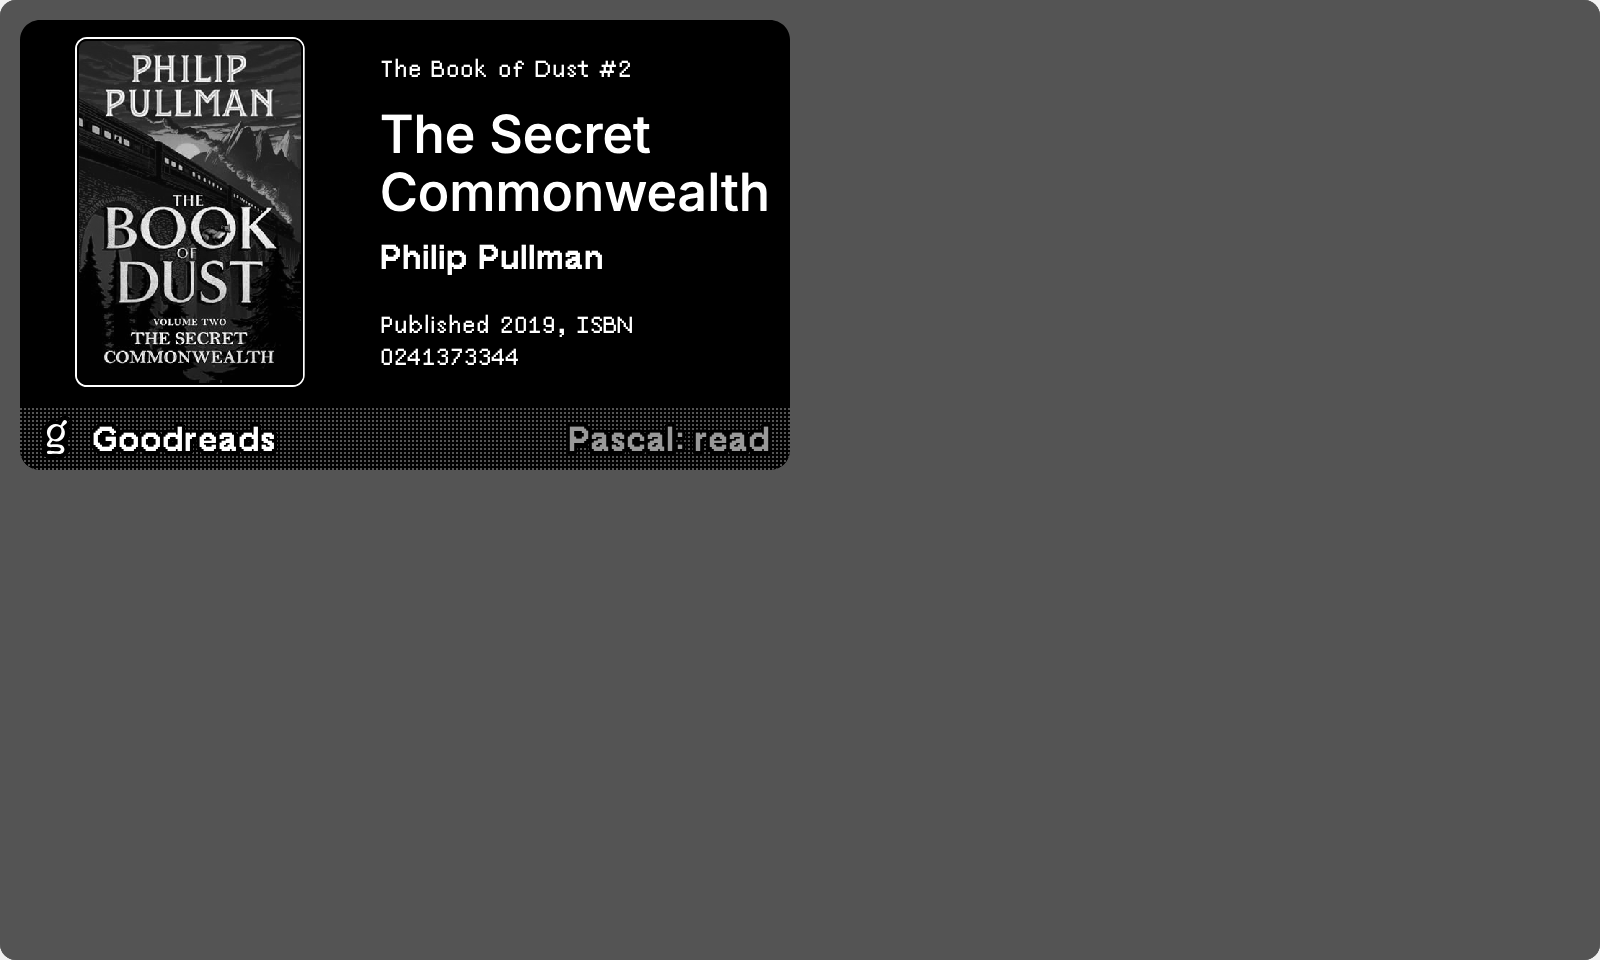 PHILIP
PULLMAN
THE
BOOK
OF
DUST
VOLUME TWO
THE SECRET
COMMONWEALTH
The Book of Dust #2
The Secret
Commonwealth
Philip Pullman
Published 2019, ISBN
0241373344
g Goodreads
Pascal: read